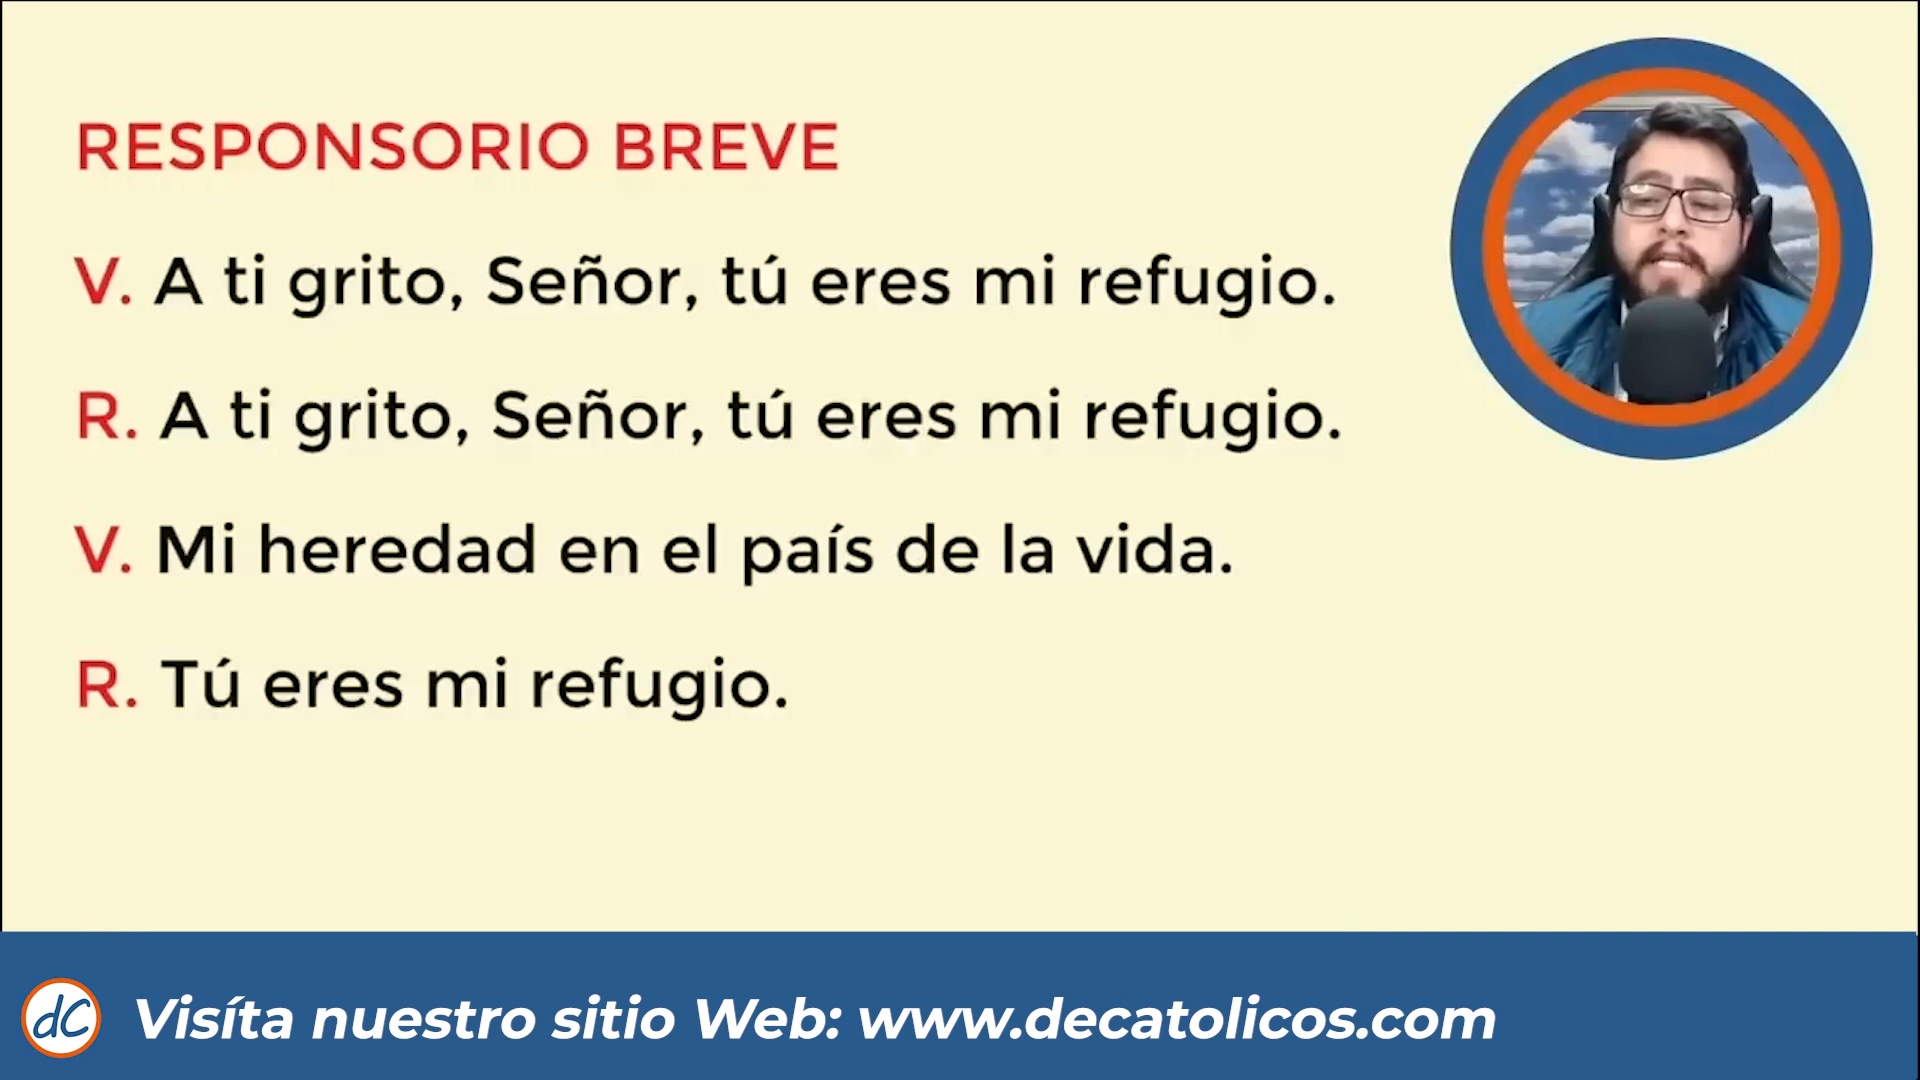 RESPONSORIO BREVE
V. A ti grito, Señor, tú eres mi refugio.
R. A ti grito, Señor, tú eres mi refugio.
V. Mi heredad en el país de la vida.
R. Tú eres mi refugio.
dC Visíta nuestro sitio Web: www.decatolicos.com